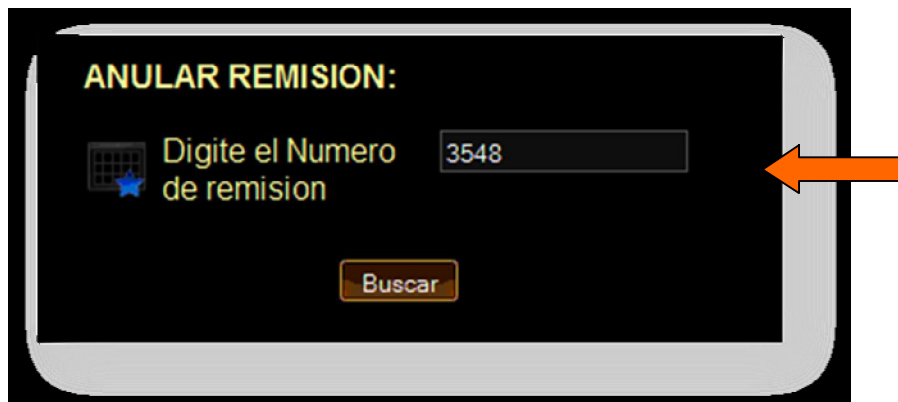 ANULAR REMISION:
Digite el Numero 3548
de remision
Buscar